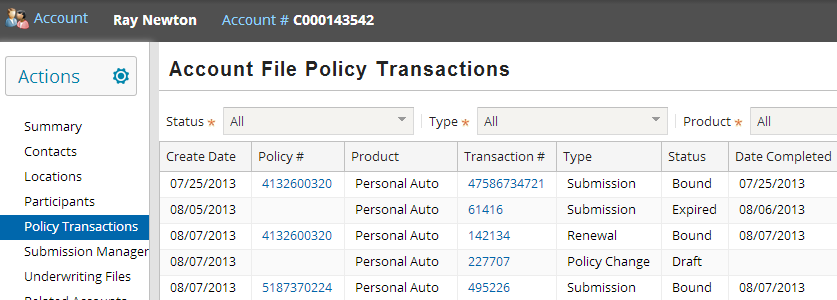 Account Ray Newton Account # C000143542
Actions
Summary
Contacts
Locations
Participants
Policy Transactions
Submission Manager
Underwriting Files
Related Accounts
Account File Policy Transactions
Status * All Type * All Product * All
Create Date Policy # Product Transaction # Type Status Date Completed
07/25/2013 4132600320 Personal Auto 47586734721 Submission Bound 07/25/2013
08/05/2013 Personal Auto 61416 Submission Expired 08/06/2013
08/07/2013 4132600320 Personal Auto 142134 Renewal Bound 08/07/2013
08/07/2013 Personal Auto 227707 Policy Change Draft
08/07/2013 5187370224 Personal Auto 495226 Submission Bound 08/07/2013